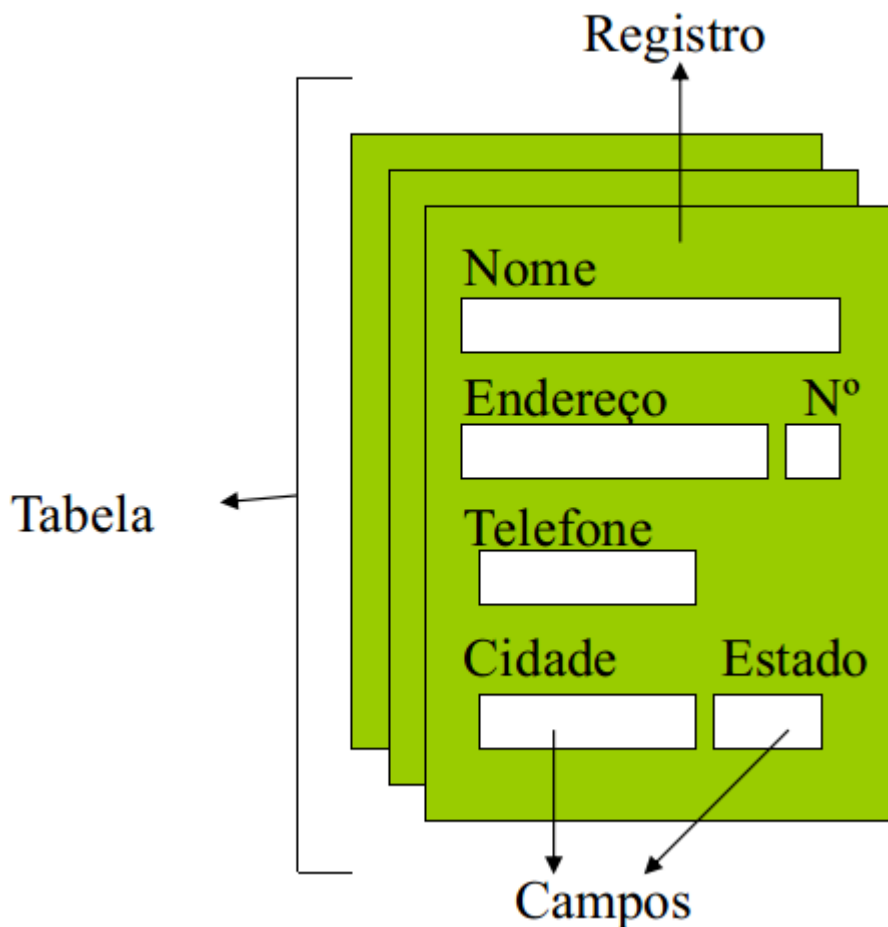 Registro
Nome
Endereço Nº
Tabela
Telefone
Cidade Estado
Campos